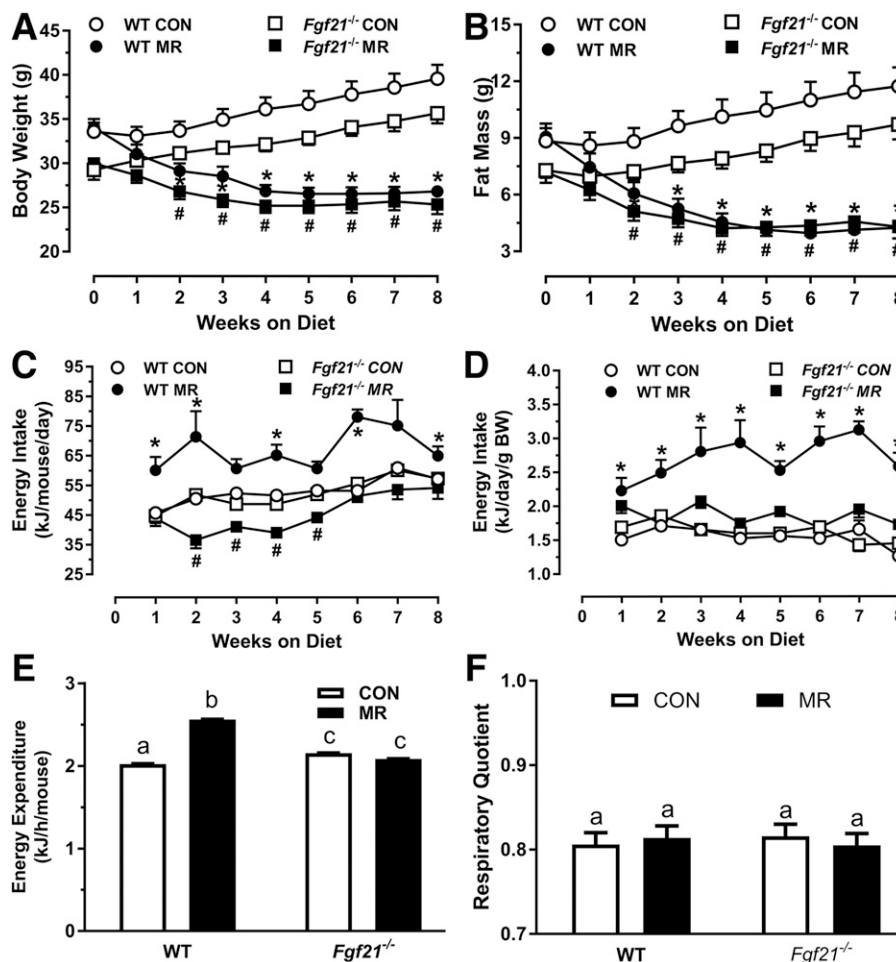 A
WT CON
Fgf21-/- CON
WT MR
Fgf21-/- MR
Body Weight (g)
45
40
35
30
25
20
* * * * * * *
# # # # # # #
0 1 2 3 4 5 6 7 8
Weeks on Diet
B
WT CON
Fgf21-/- CON
WT MR
Fgf21-/- MR
Fat Mass (g)
15
12
9
6
3
* * * * * *
# # # # # # #
0 1 2 3 4 5 6 7 8
Weeks on Diet
C
WT CON
Fgf21-/- CON
WT MR
Fgf21-/- MR
Energy Intake
(kJ/mouse/day)
95
85
75
65
55
45
35
25
* * * * *
# # # #
0 1 2 3 4 5 6 7 8
Weeks on Diet
D
WT CON
Fgf21-/- CON
WT MR
Fgf21-/- MR
Energy Intake
(kJ/day/g BW)
4.0
3.5
3.0
2.5
2.0
1.5
1.0
* * * * * * * *
0 1 2 3 4 5 6 7 8
Weeks on Diet
E
CON
MR
Energy Expenditure
(kJ/h/mouse)
3
2
1
0
a b c c
WT Fgf21-/-
F
CON MR
Respiratory Quotient
1.0
0.9
0.8
0.7
a a a a
WT Fgf21-/-